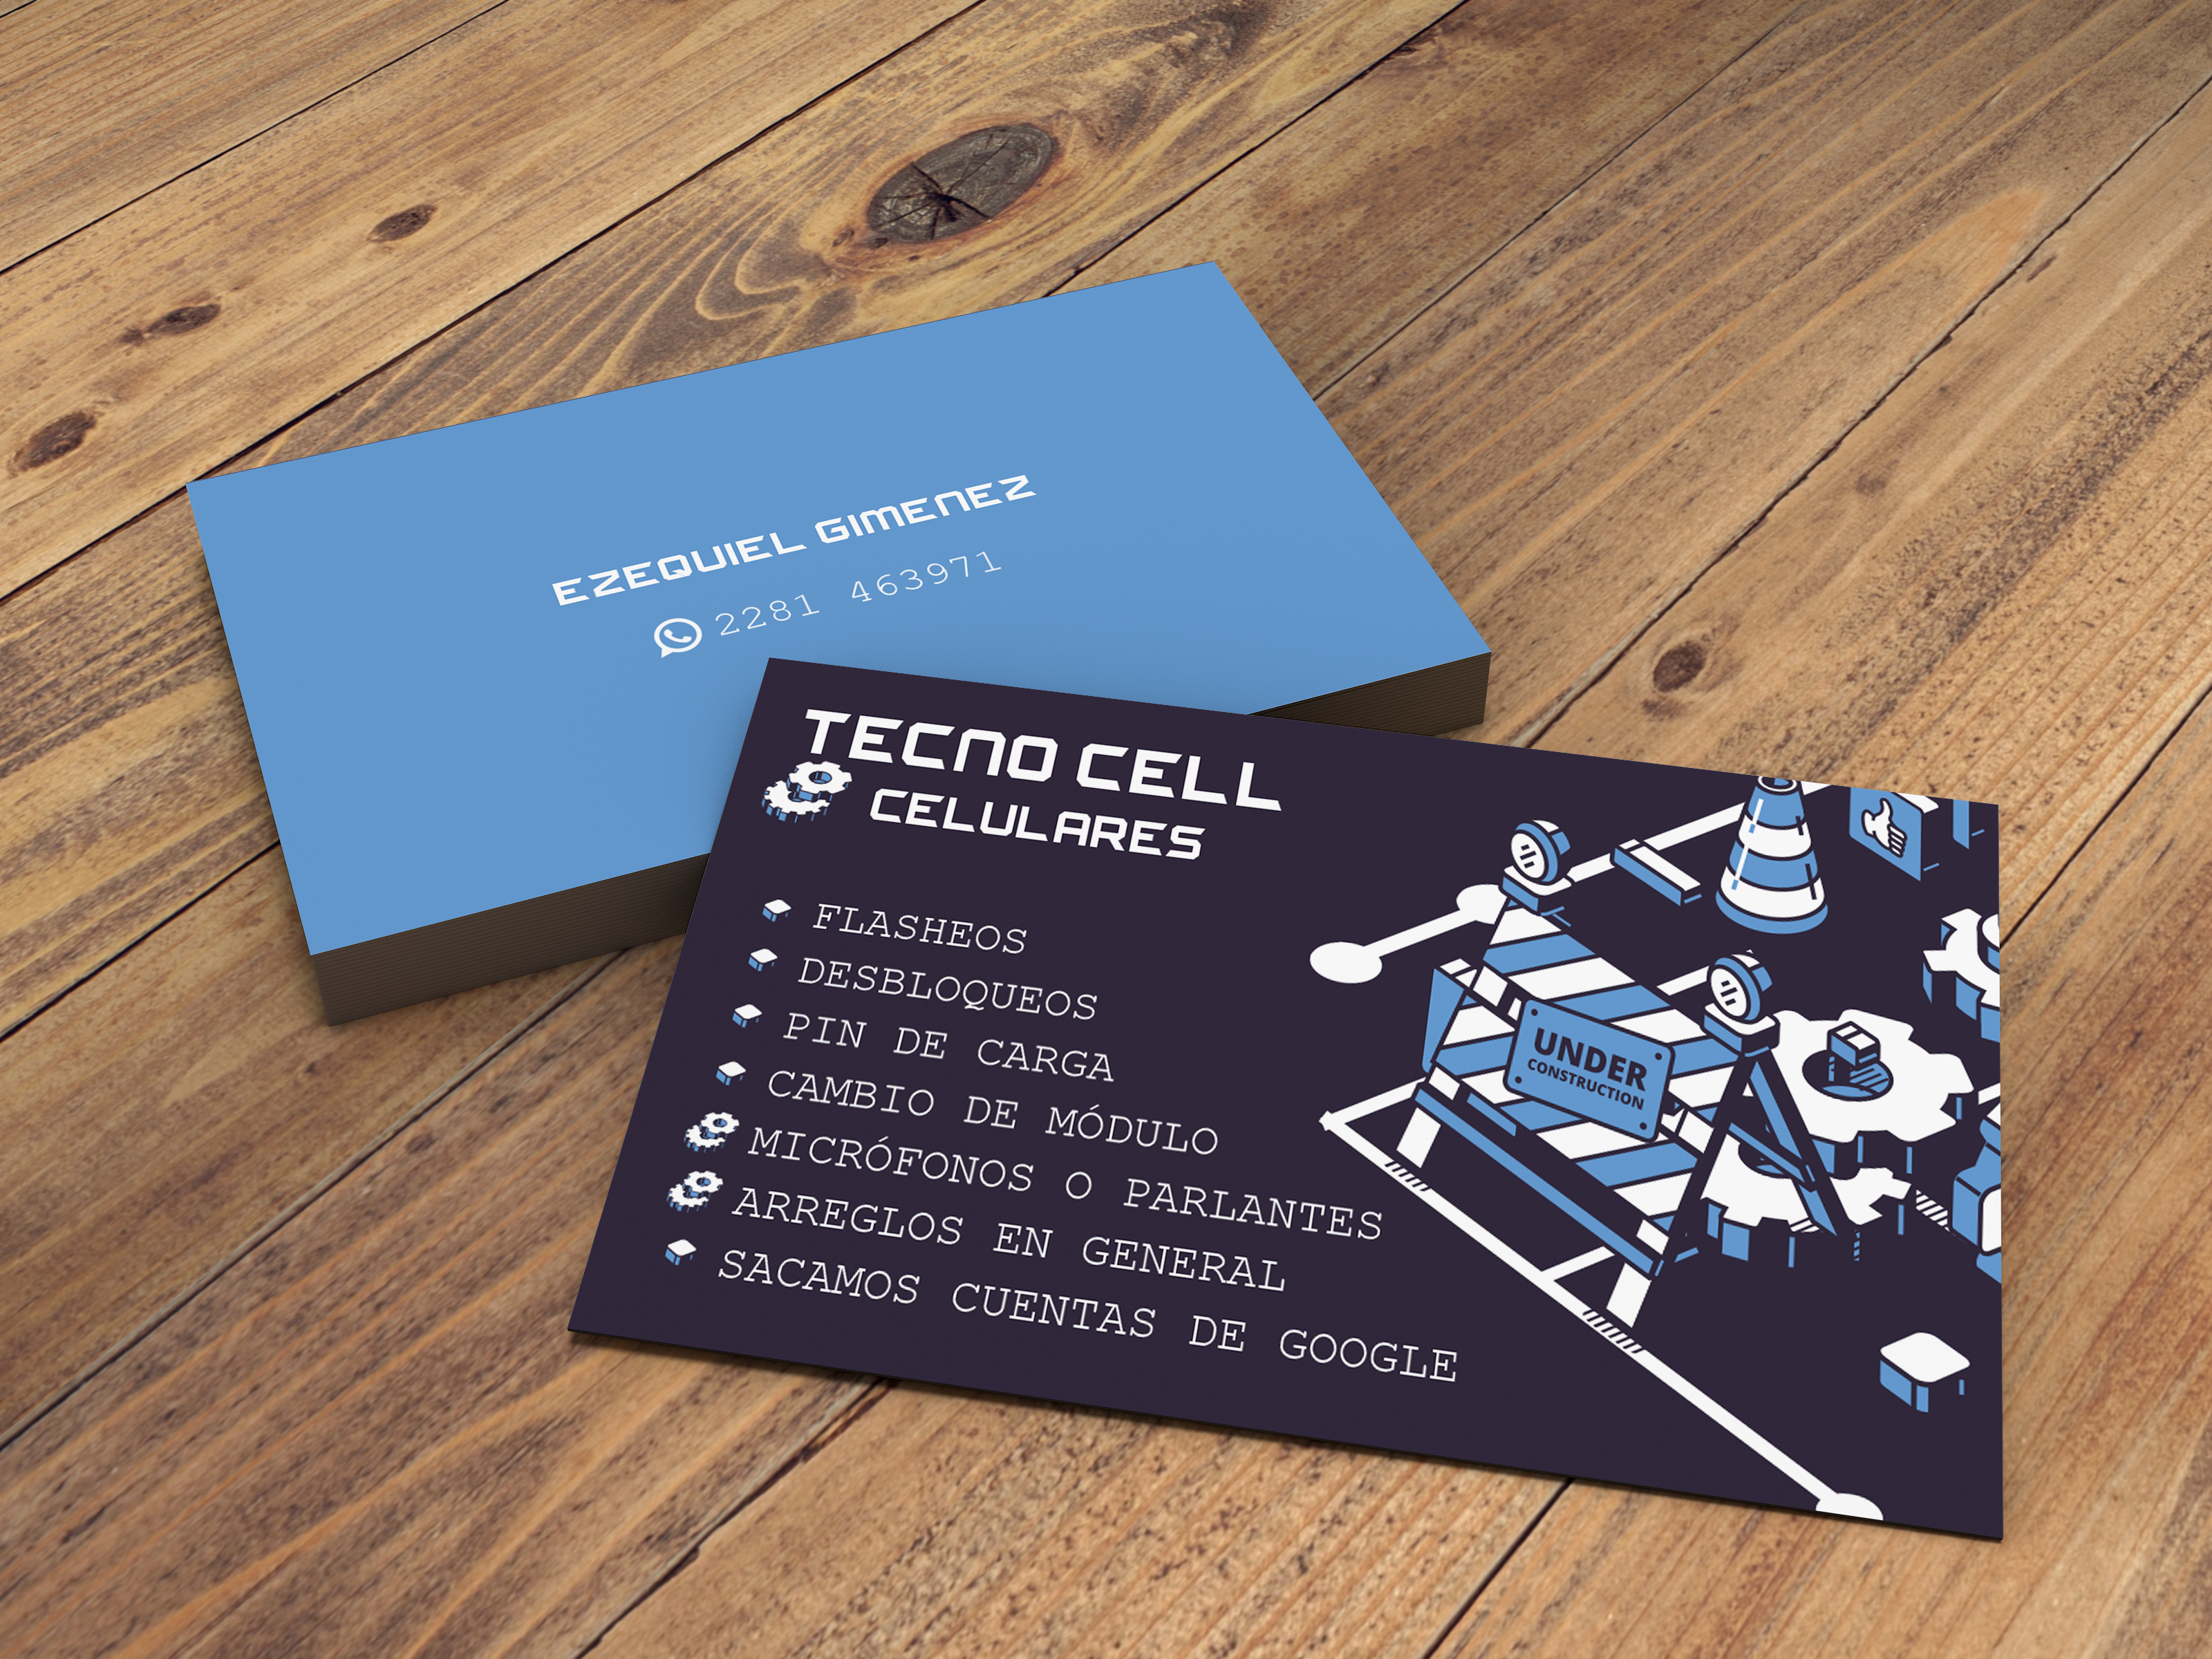 EZEQUIEL GIMENEZ
2281 463971
TECNO CELL
CELULARES
FLASHEOS
DESBLOQUEOS
PIN DE CARGA
CAMBIO DE MÓDULO
MICRÓFONOS O PARLANTES
ARREGLOS EN GENERAL
SACAMOS CUENTAS DE GOOGLE
UNDER
CONSTRUCTION